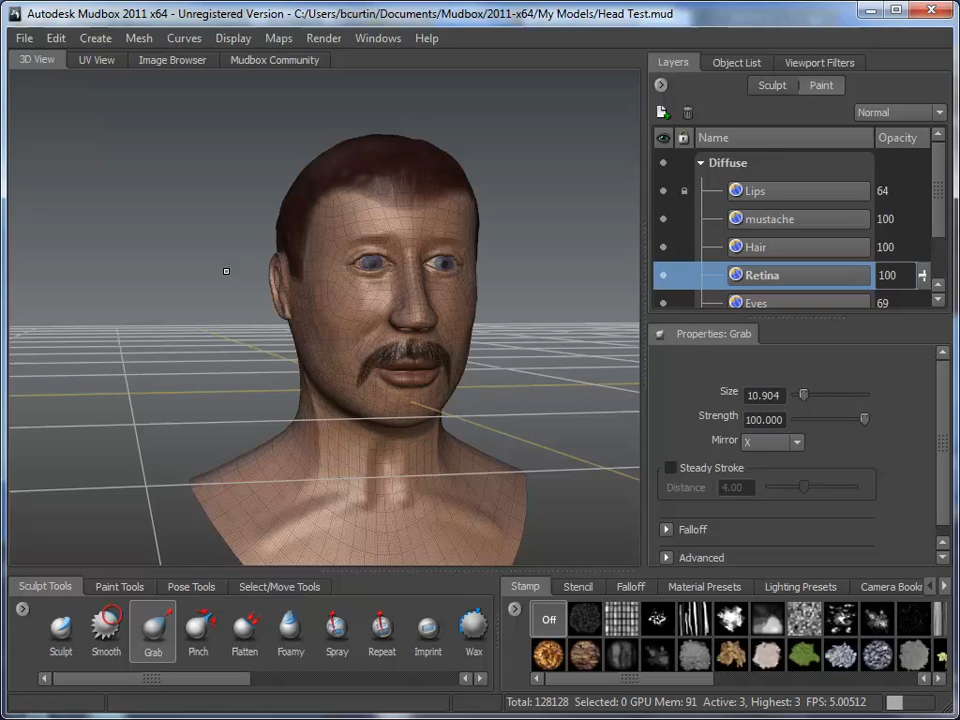 Autodesk Mudbox 2011 x64 - Unregistered Version - C:/Users/bcurtin/Documents/Mudbox/2011-x64/My Models/Head Test.mud
File Edit Create Mesh Curves Display Maps Render Windows Help
3D View UV View Image Browser Mudbox Community
Layers Object List Viewport Filters
Sculpt Paint
Normal
Name Opacity
Diffuse
Lips 64
mustache 100
Hair 100
Retina 100
Eyes 69
Properties: Grab
Size 10.904
Strength 100.000
Mirror X
Steady Stroke
Distance 4.00
Falloff
Advanced
Sculpt Tools Paint Tools Pose Tools Select/Move Tools
Stamp Stencil Falloff Material Presets Lighting Presets Camera Bookm
Off
Sculpt Smooth Grab Pinch Flatten Foamy Spray Repeat Imprint Wax
Total: 128128 Selected: 0 GPU Mem: 91 Active: 3, Highest: 3 FPS: 5.00512